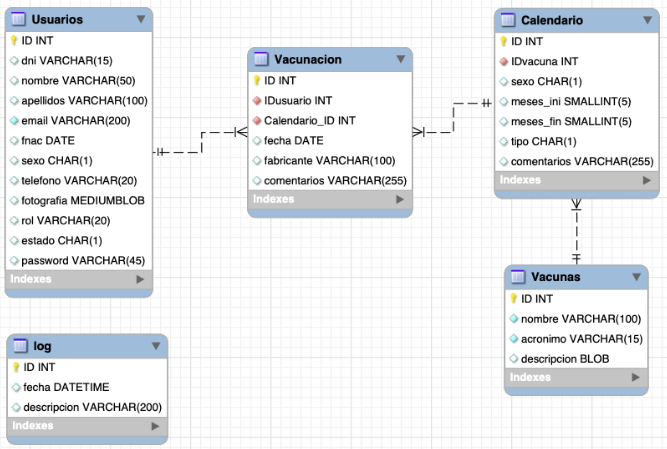 Usuarios
ID INT
dni VARCHAR(15)
nombre VARCHAR(50)
apellidos VARCHAR(100)
email VARCHAR(200)
fnac DATE
sexo CHAR(1)
telefono VARCHAR(20)
fotografia MEDIUMBLOB
rol VARCHAR(20)
estado CHAR(1)
password VARCHAR(45)
Indexes
Vacunacion
ID INT
IDusuario INT
Calendario_ID INT
fecha DATE
fabricante VARCHAR(100)
comentarios VARCHAR(255)
Indexes
Calendario
ID INT
IDvacuna INT
sexo CHAR(1)
meses_ini SMALLINT(5)
meses_fin SMALLINT(5)
tipo CHAR(1)
comentarios VARCHAR(255)
Indexes
Vacunas
ID INT
nombre VARCHAR(100)
acronimo VARCHAR(15)
descripcion BLOB
Indexes
log
ID INT
fecha DATETIME
descripcion VARCHAR(200)
Indexes